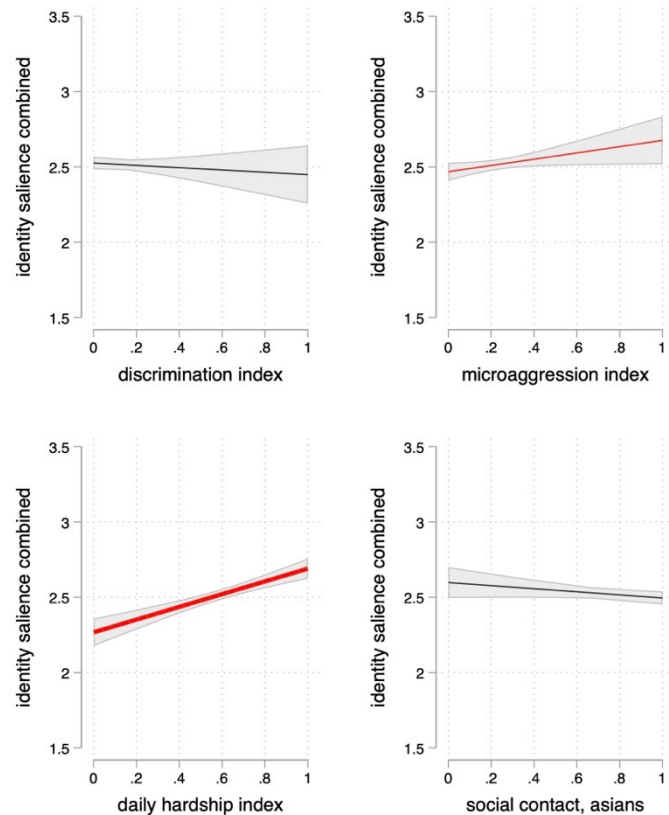 identity salience combined
3.5
3
2.5
2
1.5
0 .2 .4 .6 .8 1
discrimination index
identity salience combined
3.5
3
2.5
2
1.5
0 .2 .4 .6 .8 1
microaggression index
identity salience combined
3.5
3
2.5
2
1.5
0 .2 .4 .6 .8 1
daily hardship index
identity salience combined
3.5
3
2.5
2
1.5
0 .2 .4 .6 .8 1
social contact, asians